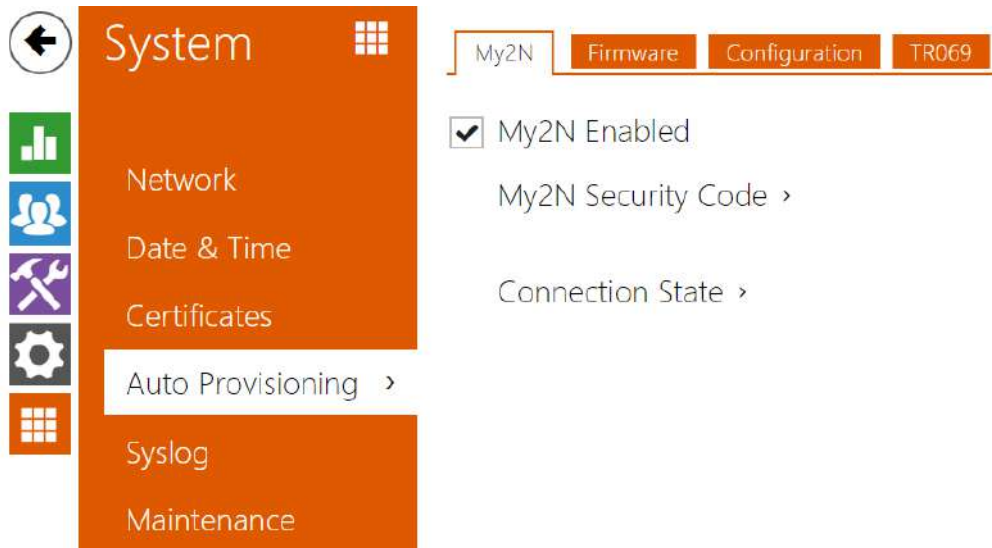 System
Network
Date & Time
Certificates
Auto Provisioning ›
Syslog
Maintenance
My2N Firmware Configuration TR069
My2N Enabled
My2N Security Code ›
Connection State ›